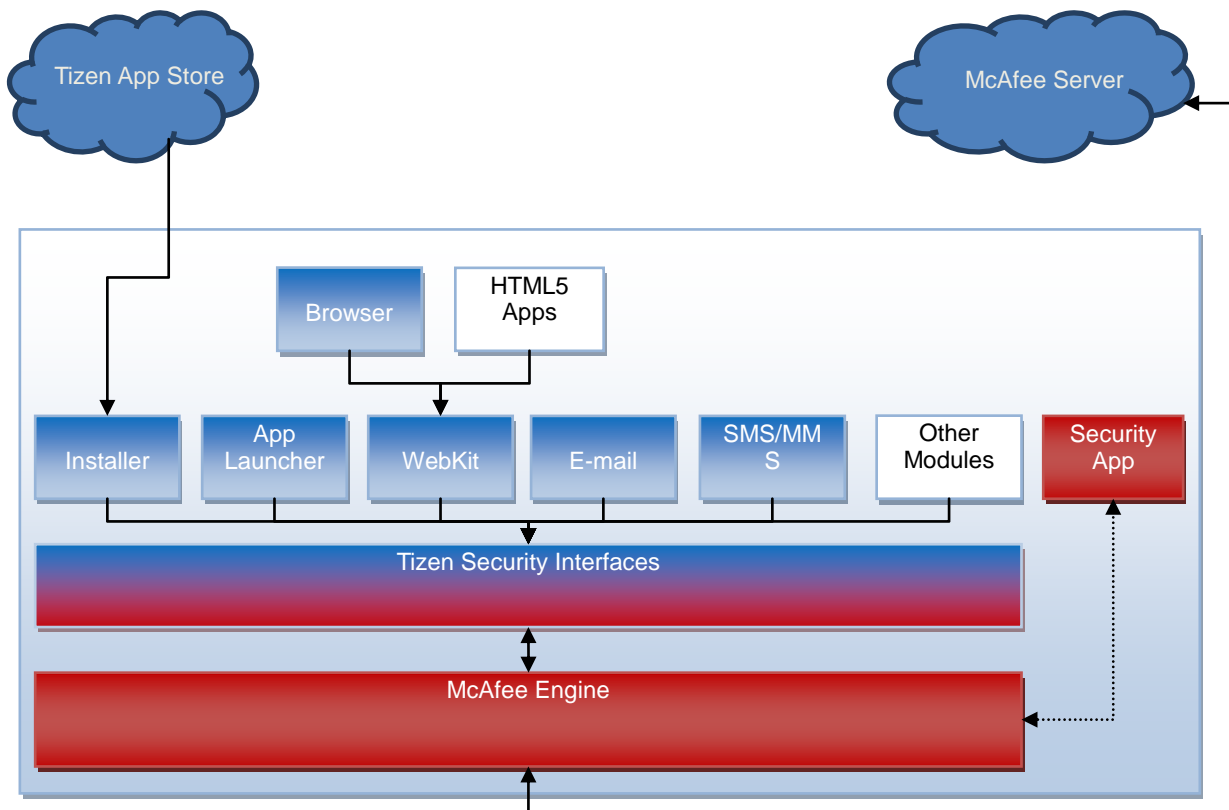 Tizen App Store
McAfee Server
Browser
HTML5
Apps
Installer
App
Launcher
WebKit
E-mail
SMS/MM
S
Other
Modules
Security
App
Tizen Security Interfaces
McAfee Engine